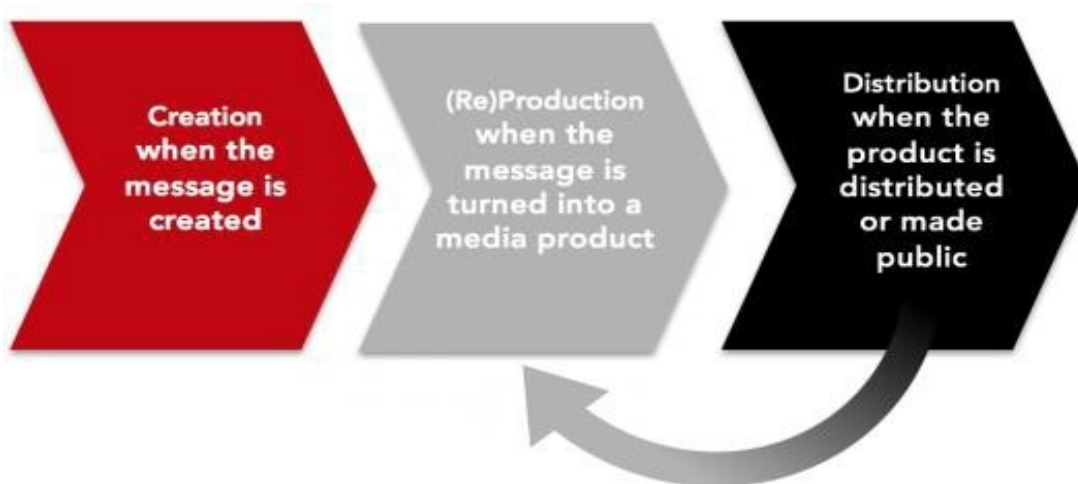 Creation
when the
message is
created
(Re)Production
when the
message is
turned into a
media product
Distribution
when the
product is
distributed
or made
public